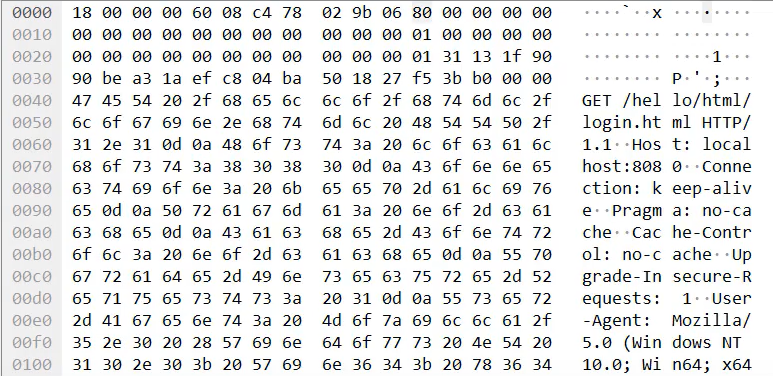 0000 18 00 00 00 60 08 c4 78 02 9b 06 80 00 00 00 00 ····`··x ········
0010 00 00 00 00 00 00 00 00 00 00 00 01 00 00 00 00 ········ ········
0020 00 00 00 00 00 00 00 00 00 00 00 01 31 13 1f 90 ········ ····1···
0030 90 be a3 1a ef c8 04 ba 50 18 27 f5 3b b0 00 00 ········ P·'·;···
0040 47 45 54 20 2f 68 65 6c 6c 6f 2f 68 74 6d 6c 2f GET /hel lo/html/
0050 6c 6f 67 69 6e 2e 68 74 6d 6c 20 48 54 54 50 2f login.ht ml HTTP/
0060 31 2e 31 0d 0a 48 6f 73 74 3a 20 6c 6f 63 61 6c 1.1··Hos t: local
0070 68 6f 73 74 3a 38 30 38 30 0d 0a 43 6f 6e 6e 65 host:808 0··Conne
0080 63 74 69 6f 6e 3a 20 6b 65 65 70 2d 61 6c 69 76 ction: k eep-aliv
0090 65 0d 0a 50 72 61 67 6d 61 3a 20 6e 6f 2d 63 61 e··Pragm a: no-ca
00a0 63 68 65 0d 0a 43 61 63 68 65 2d 43 6f 6e 74 72 che··Cac he-Contr
00b0 6f 6c 3a 20 6e 6f 2d 63 61 63 68 65 0d 0a 55 70 ol: no-c ache··Up
00c0 67 72 61 64 65 2d 49 6e 73 65 63 75 72 65 2d 52 grade-In secure-R
00d0 65 71 75 65 73 74 73 3a 20 31 0d 0a 55 73 65 72 equests: 1··User
00e0 2d 41 67 65 6e 74 3a 20 4d 6f 7a 69 6c 6c 61 2f -Agent: Mozilla/
00f0 35 2e 30 20 28 57 69 6e 64 6f 77 73 20 4e 54 20 5.0 (Win dows NT
0100 31 30 2e 30 3b 20 57 69 6e 36 34 3b 20 78 36 34 10.0; Wi n64; x64